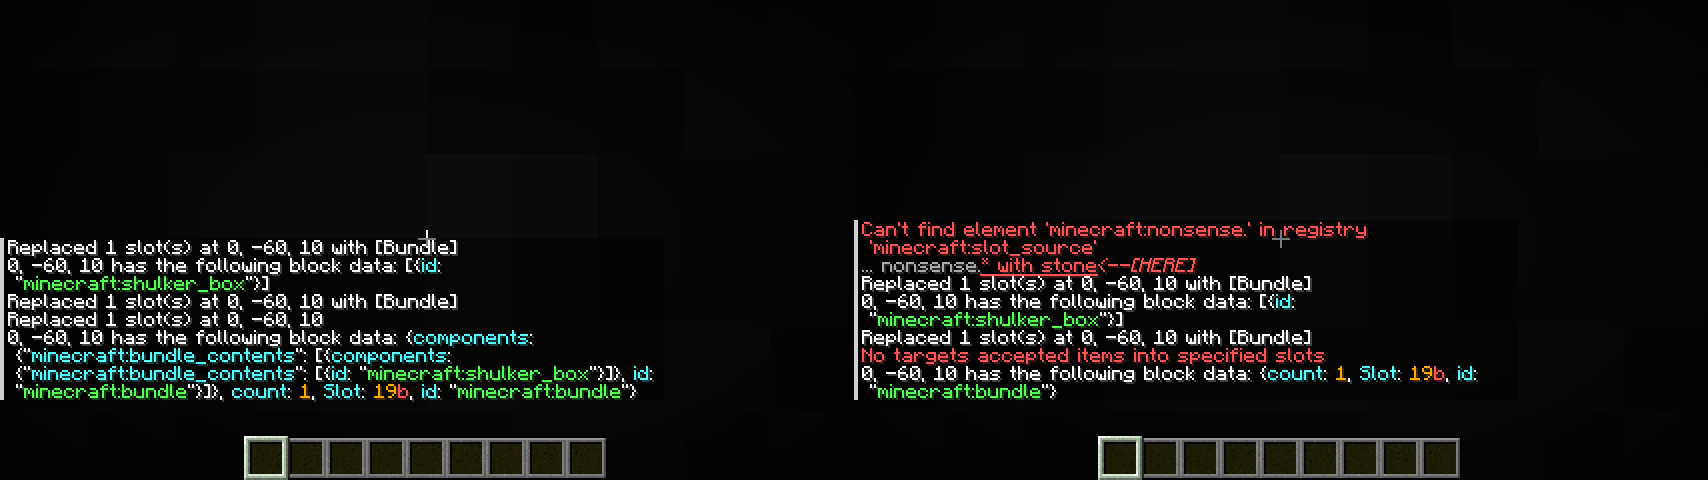 Replaced 1 slot(s) at 0, -60, 10 with [Bundle]
0, -60, 10 has the following block data: [{id:
"minecraft:shulker_box"}]
Replaced 1 slot(s) at 0, -60, 10 with [Bundle]
Replaced 1 slot(s) at 0, -60, 10
0, -60, 10 has the following block data: {components:
{"minecraft:bundle_contents": [{components:
{"minecraft:bundle_contents": [{id: "minecraft:shulker_box"}]}, id:
"minecraft:bundle"}]}, count: 1, Slot: 19b, id: "minecraft:bundle"}
Can't find element 'minecraft:nonsense.' in registry
'minecraft:slot_source'
... nonsense.* with stone<--[HERE]
Replaced 1 slot(s) at 0, -60, 10 with [Bundle]
0, -60, 10 has the following block data: [{id:
"minecraft:shulker_box"}]
Replaced 1 slot(s) at 0, -60, 10 with [Bundle]
No targets accepted items into specified slots
0, -60, 10 has the following block data: {count: 1, Slot: 19b, id:
"minecraft:bundle"}